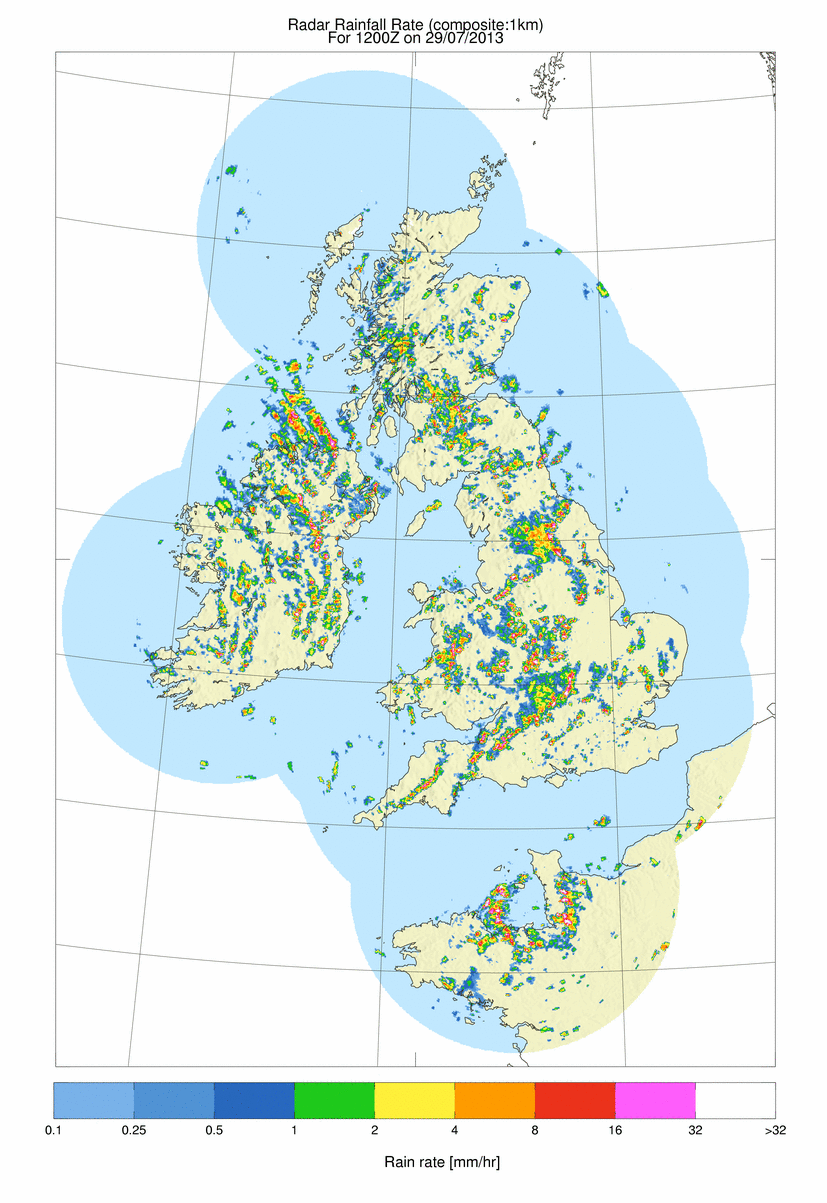 Radar Rainfall Rate (composite:1km)
For 1200Z on 29/07/2013
0.1 0.25 0.5 1 2 4 8 16 32 >32
Rain rate [mm/hr]